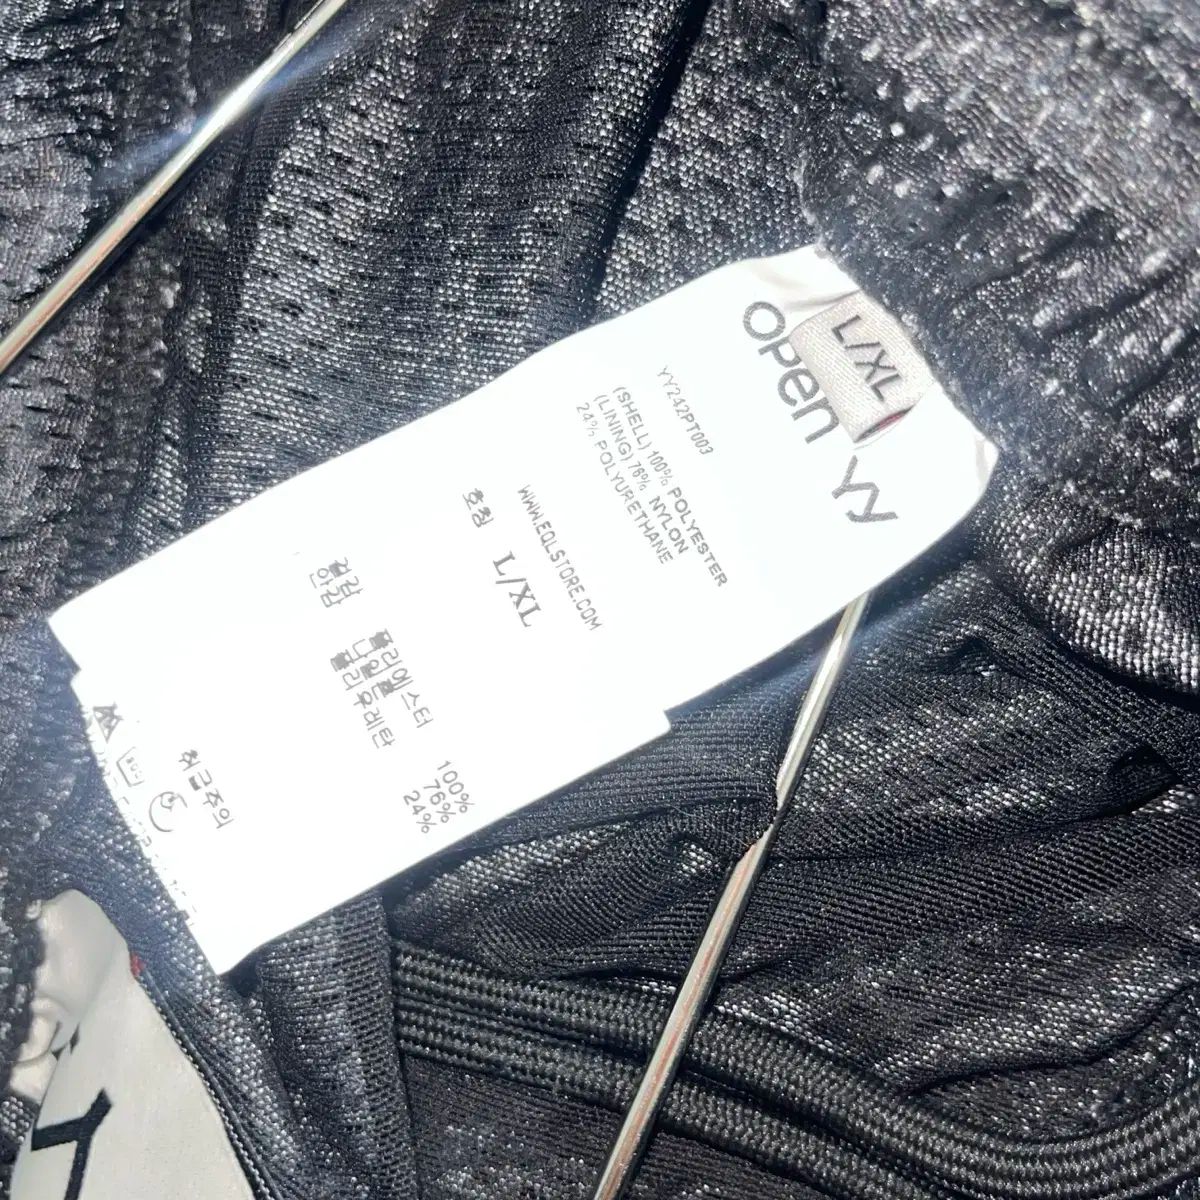 open YY
L/XL
YY242PT003
(SHELL) 100% POLYESTER
(LINING) 76% NYLON
24% POLYURETHANE
WWW.EQLSTORE.COM
호칭 L/XL
겉감 폴리에스터 100%
안감 나일론 76%
폴리우레탄 24%
취급주의